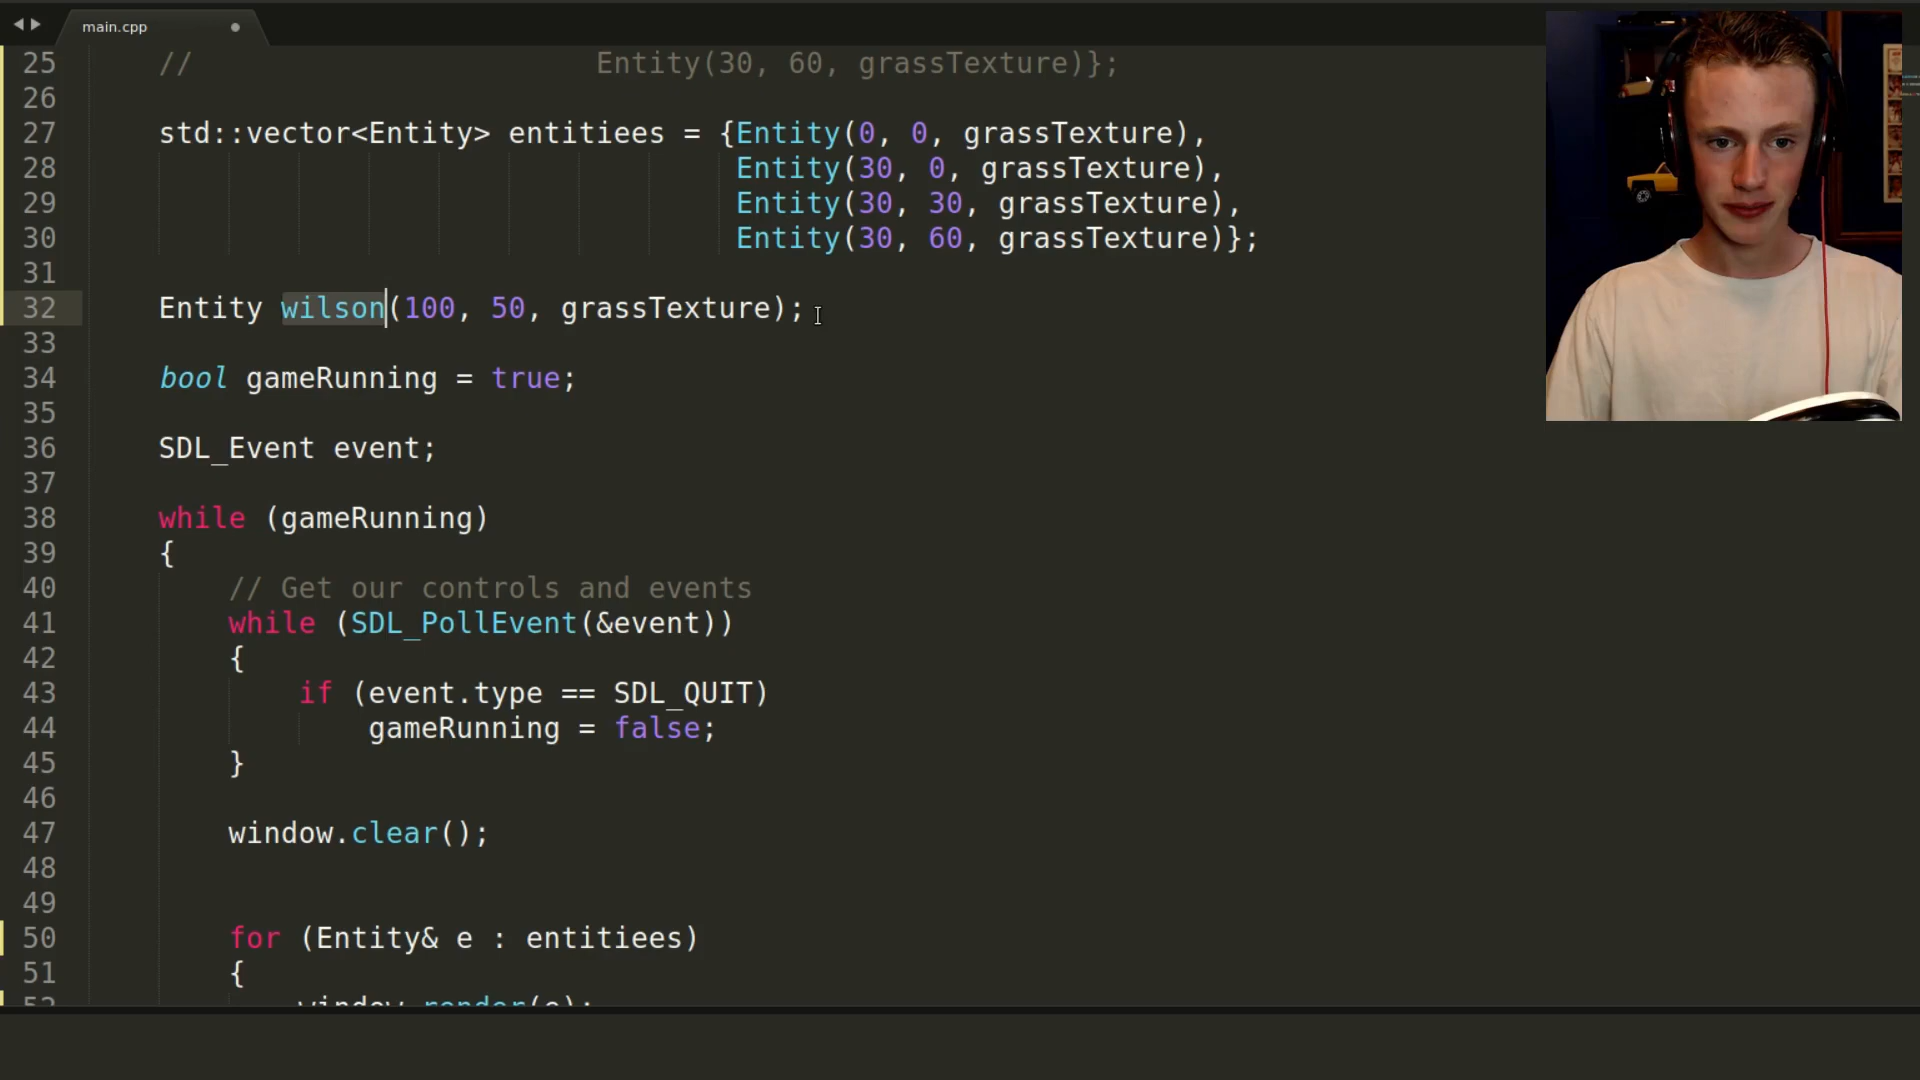 main.cpp
25 // Entity(30, 60, grassTexture)};
26
27 std::vector<Entity> entitiees = {Entity(0, 0, grassTexture),
28 Entity(30, 0, grassTexture),
29 Entity(30, 30, grassTexture),
30 Entity(30, 60, grassTexture)};
31
32 Entity wilson(100, 50, grassTexture);
33
34 bool gameRunning = true;
35
36 SDL_Event event;
37
38 while (gameRunning)
39 {
40 // Get our controls and events
41 while (SDL_PollEvent(&event))
42 {
43 if (event.type == SDL_QUIT)
44 gameRunning = false;
45 }
46
47 window.clear();
48
49
50 for (Entity& e : entitiees)
51 {
52 window.render(e);